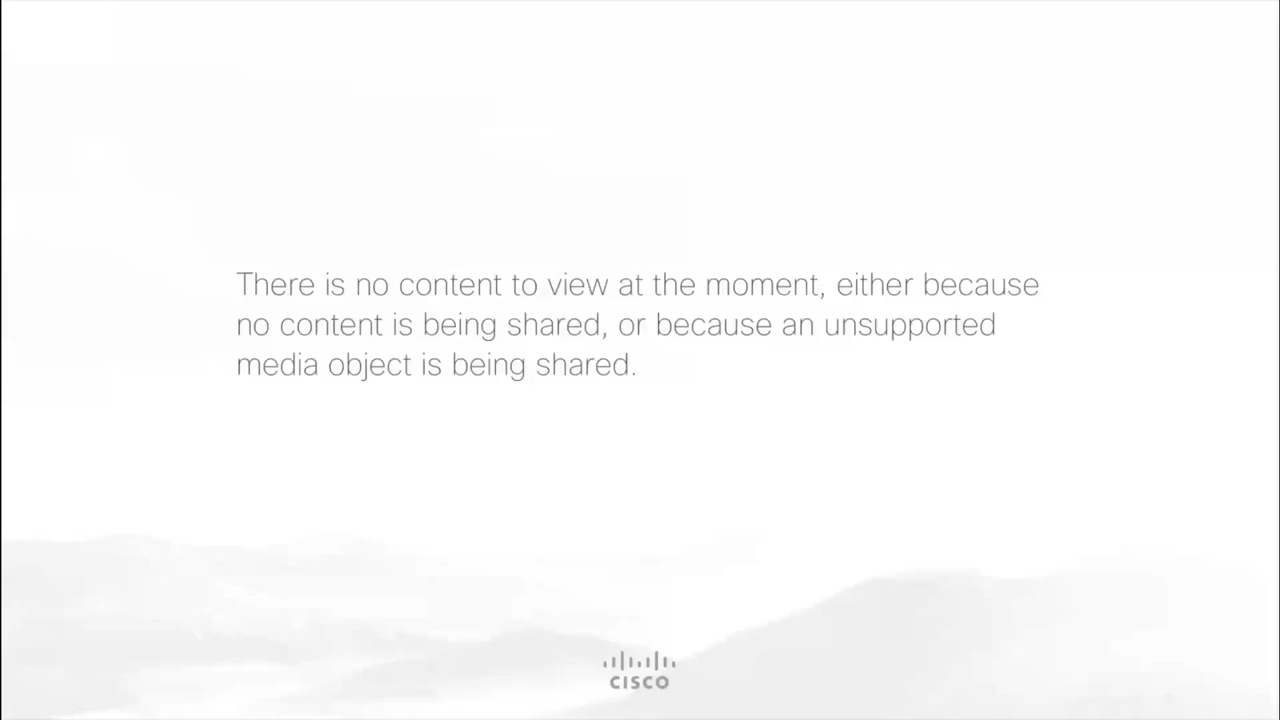 There is no content to view at the moment, either because
no content is being shared, or because an unsupported
media object is being shared.
CISCO